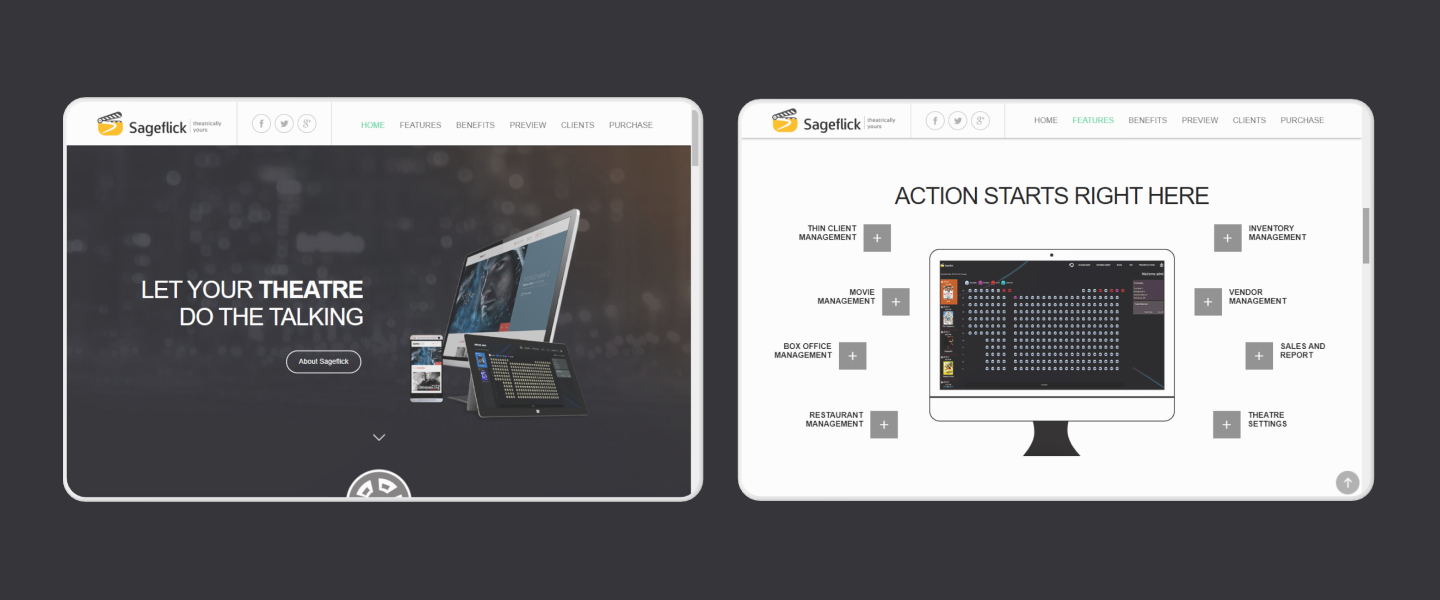 Sageflick
theatrically
yours
HOME FEATURES BENEFITS PREVIEW CLIENTS PURCHASE
LET YOUR THEATRE
DO THE TALKING
About Sageflick
Sageflick
theatrically
yours
HOME FEATURES BENEFITS PREVIEW CLIENTS PURCHASE
ACTION STARTS RIGHT HERE
THIN CLIENT
MANAGEMENT
MOVIE
MANAGEMENT
BOX OFFICE
MANAGEMENT
RESTAURANT
MANAGEMENT
INVENTORY
MANAGEMENT
VENDOR
MANAGEMENT
SALES AND
REPORT
THEATRE
SETTINGS